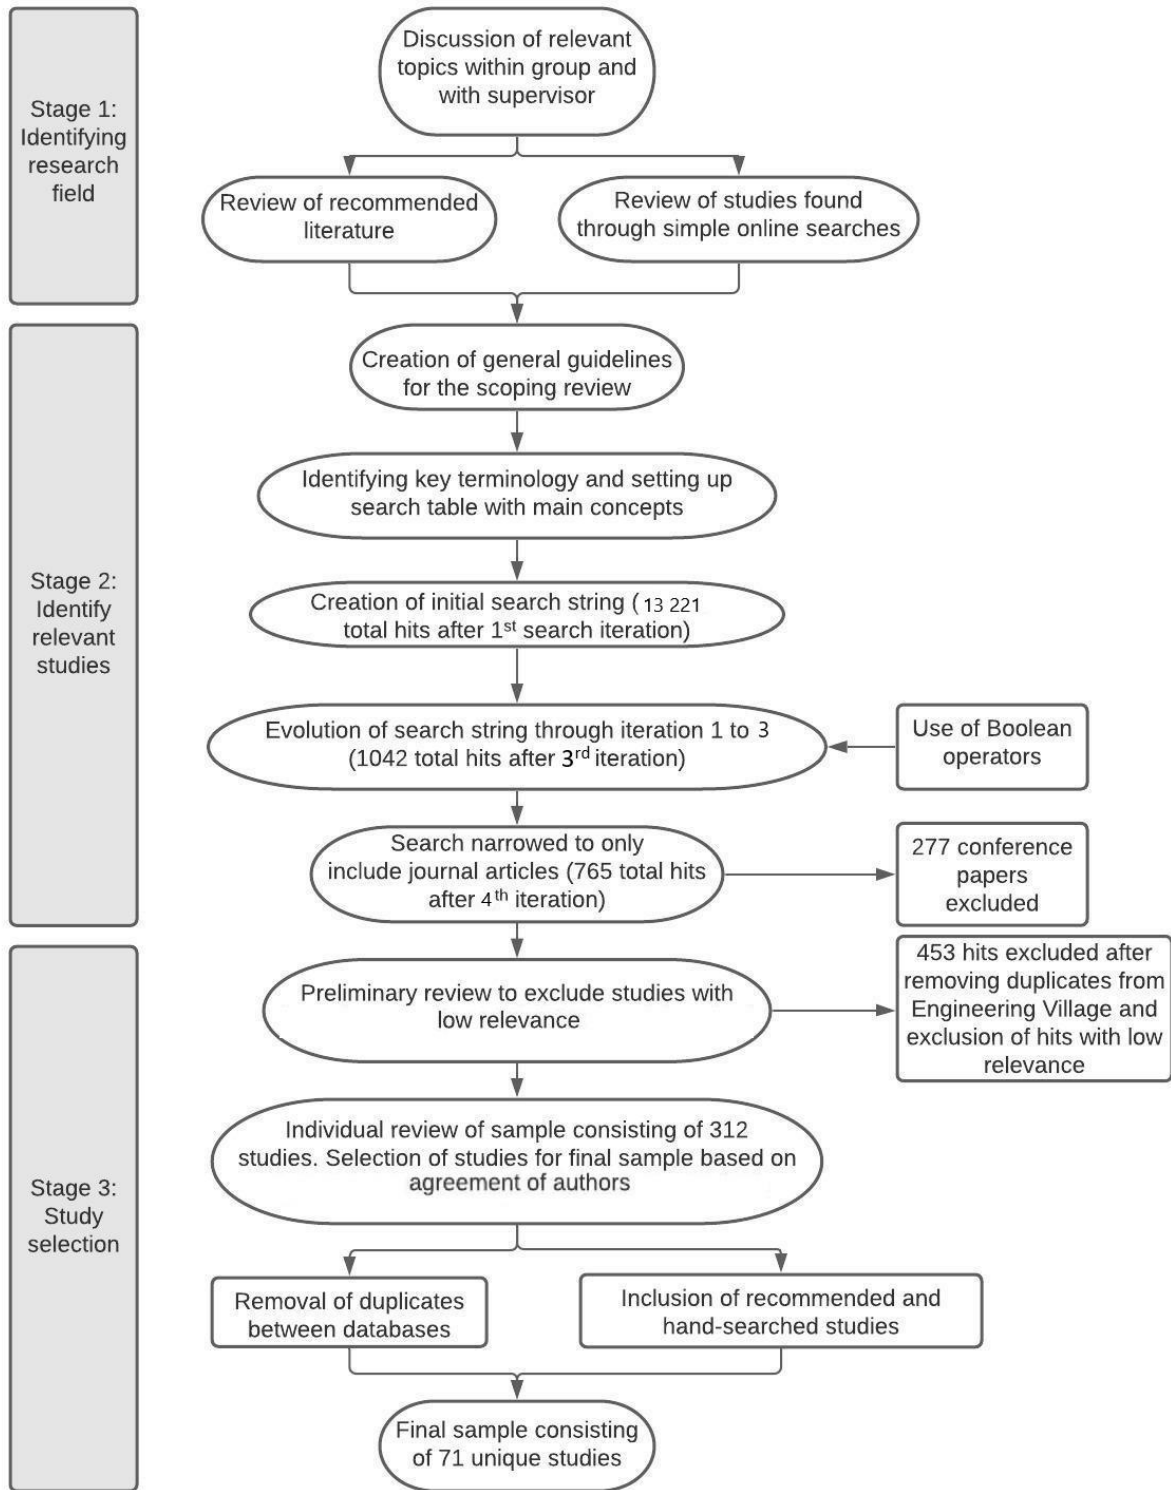 Stage 1:
Identifying
research
field
Discussion of relevant
topics within group and
with supervisor
Review of recommended
literature
Review of studies found
through simple online searches
Stage 2:
Identify
relevant
studies
Creation of general guidelines
for the scoping review
Identifying key terminology and setting up
search table with main concepts
Creation of initial search string ( 13 221
total hits after 1st search iteration)
Evolution of search string through iteration 1 to 3
(1042 total hits after 3rd iteration)
Use of Boolean
operators
Search narrowed to only
include journal articles (765 total hits
after 4th iteration)
277 conference
papers
excluded
Stage 3:
Study
selection
Preliminary review to exclude studies with
low relevance
453 hits excluded after
removing duplicates from
Engineering Village and
exclusion of hits with low
relevance
Individual review of sample consisting of 312
studies. Selection of studies for final sample based on
agreement of authors
Removal of duplicates
between databases
Inclusion of recommended and
hand-searched studies
Final sample consisting
of 71 unique studies